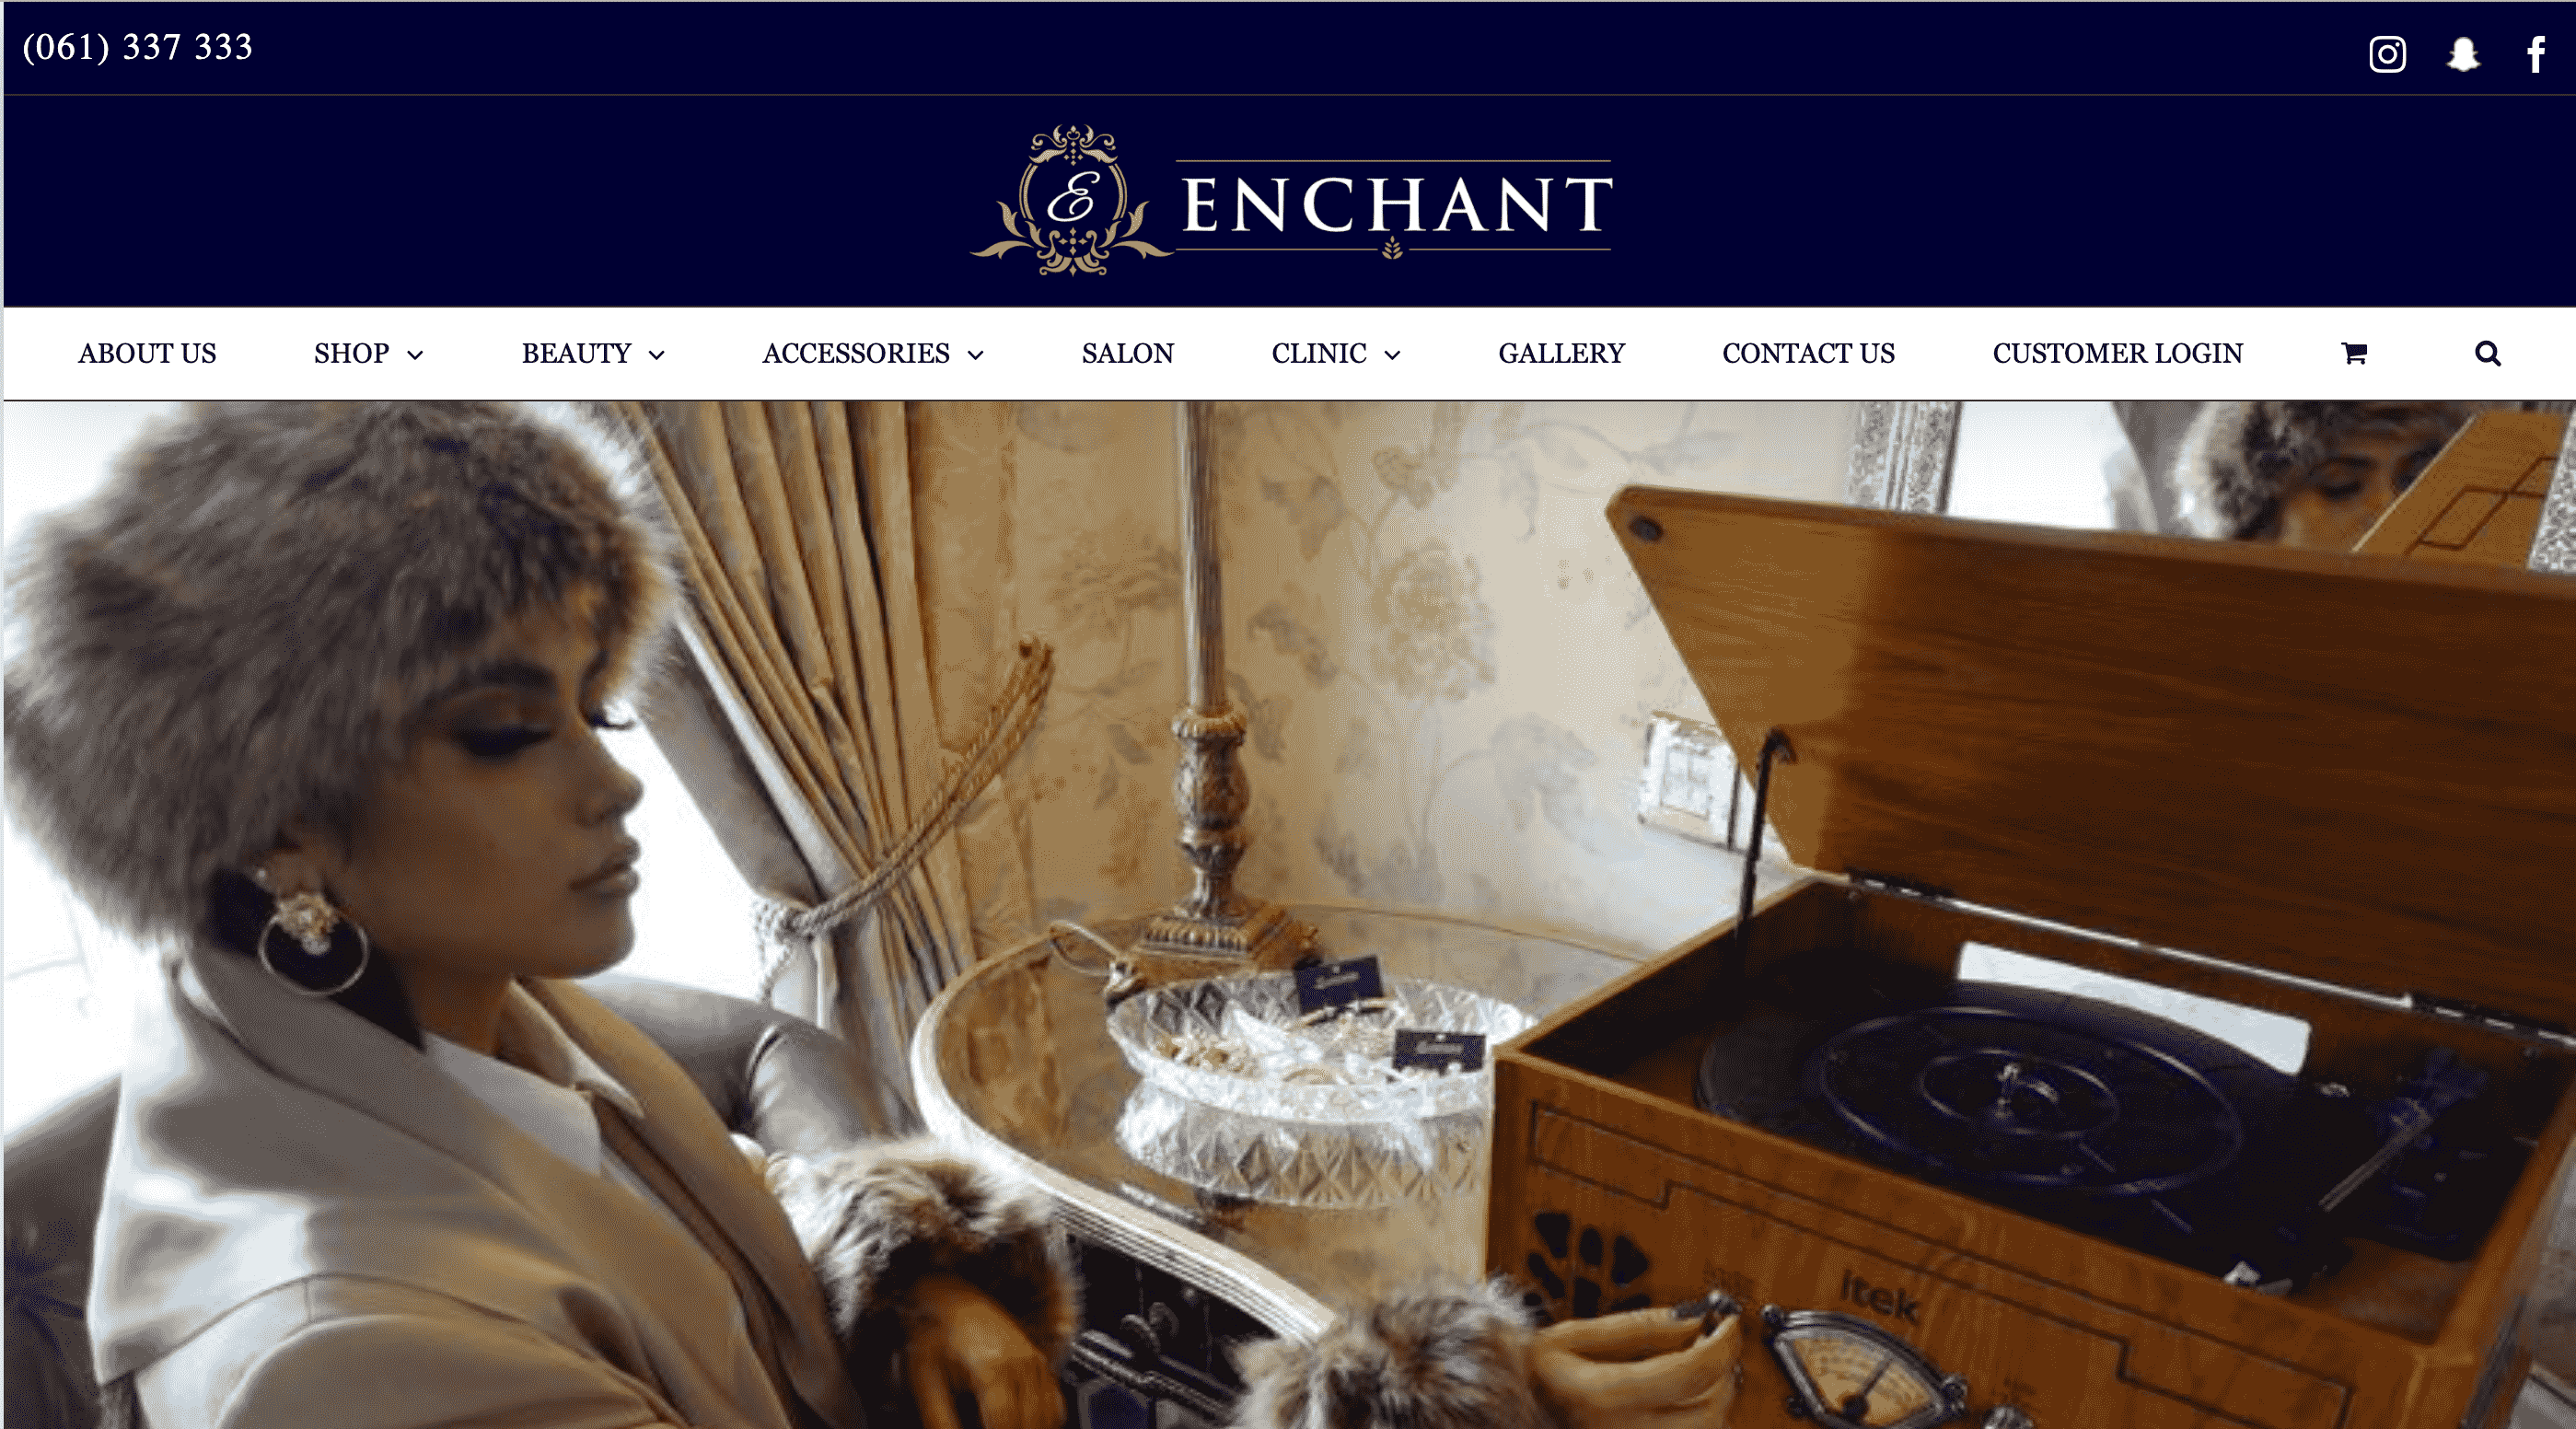 (061) 337 333
E ENCHANT
ABOUT US SHOP BEAUTY ACCESSORIES SALON CLINIC GALLERY CONTACT US CUSTOMER LOGIN
itek